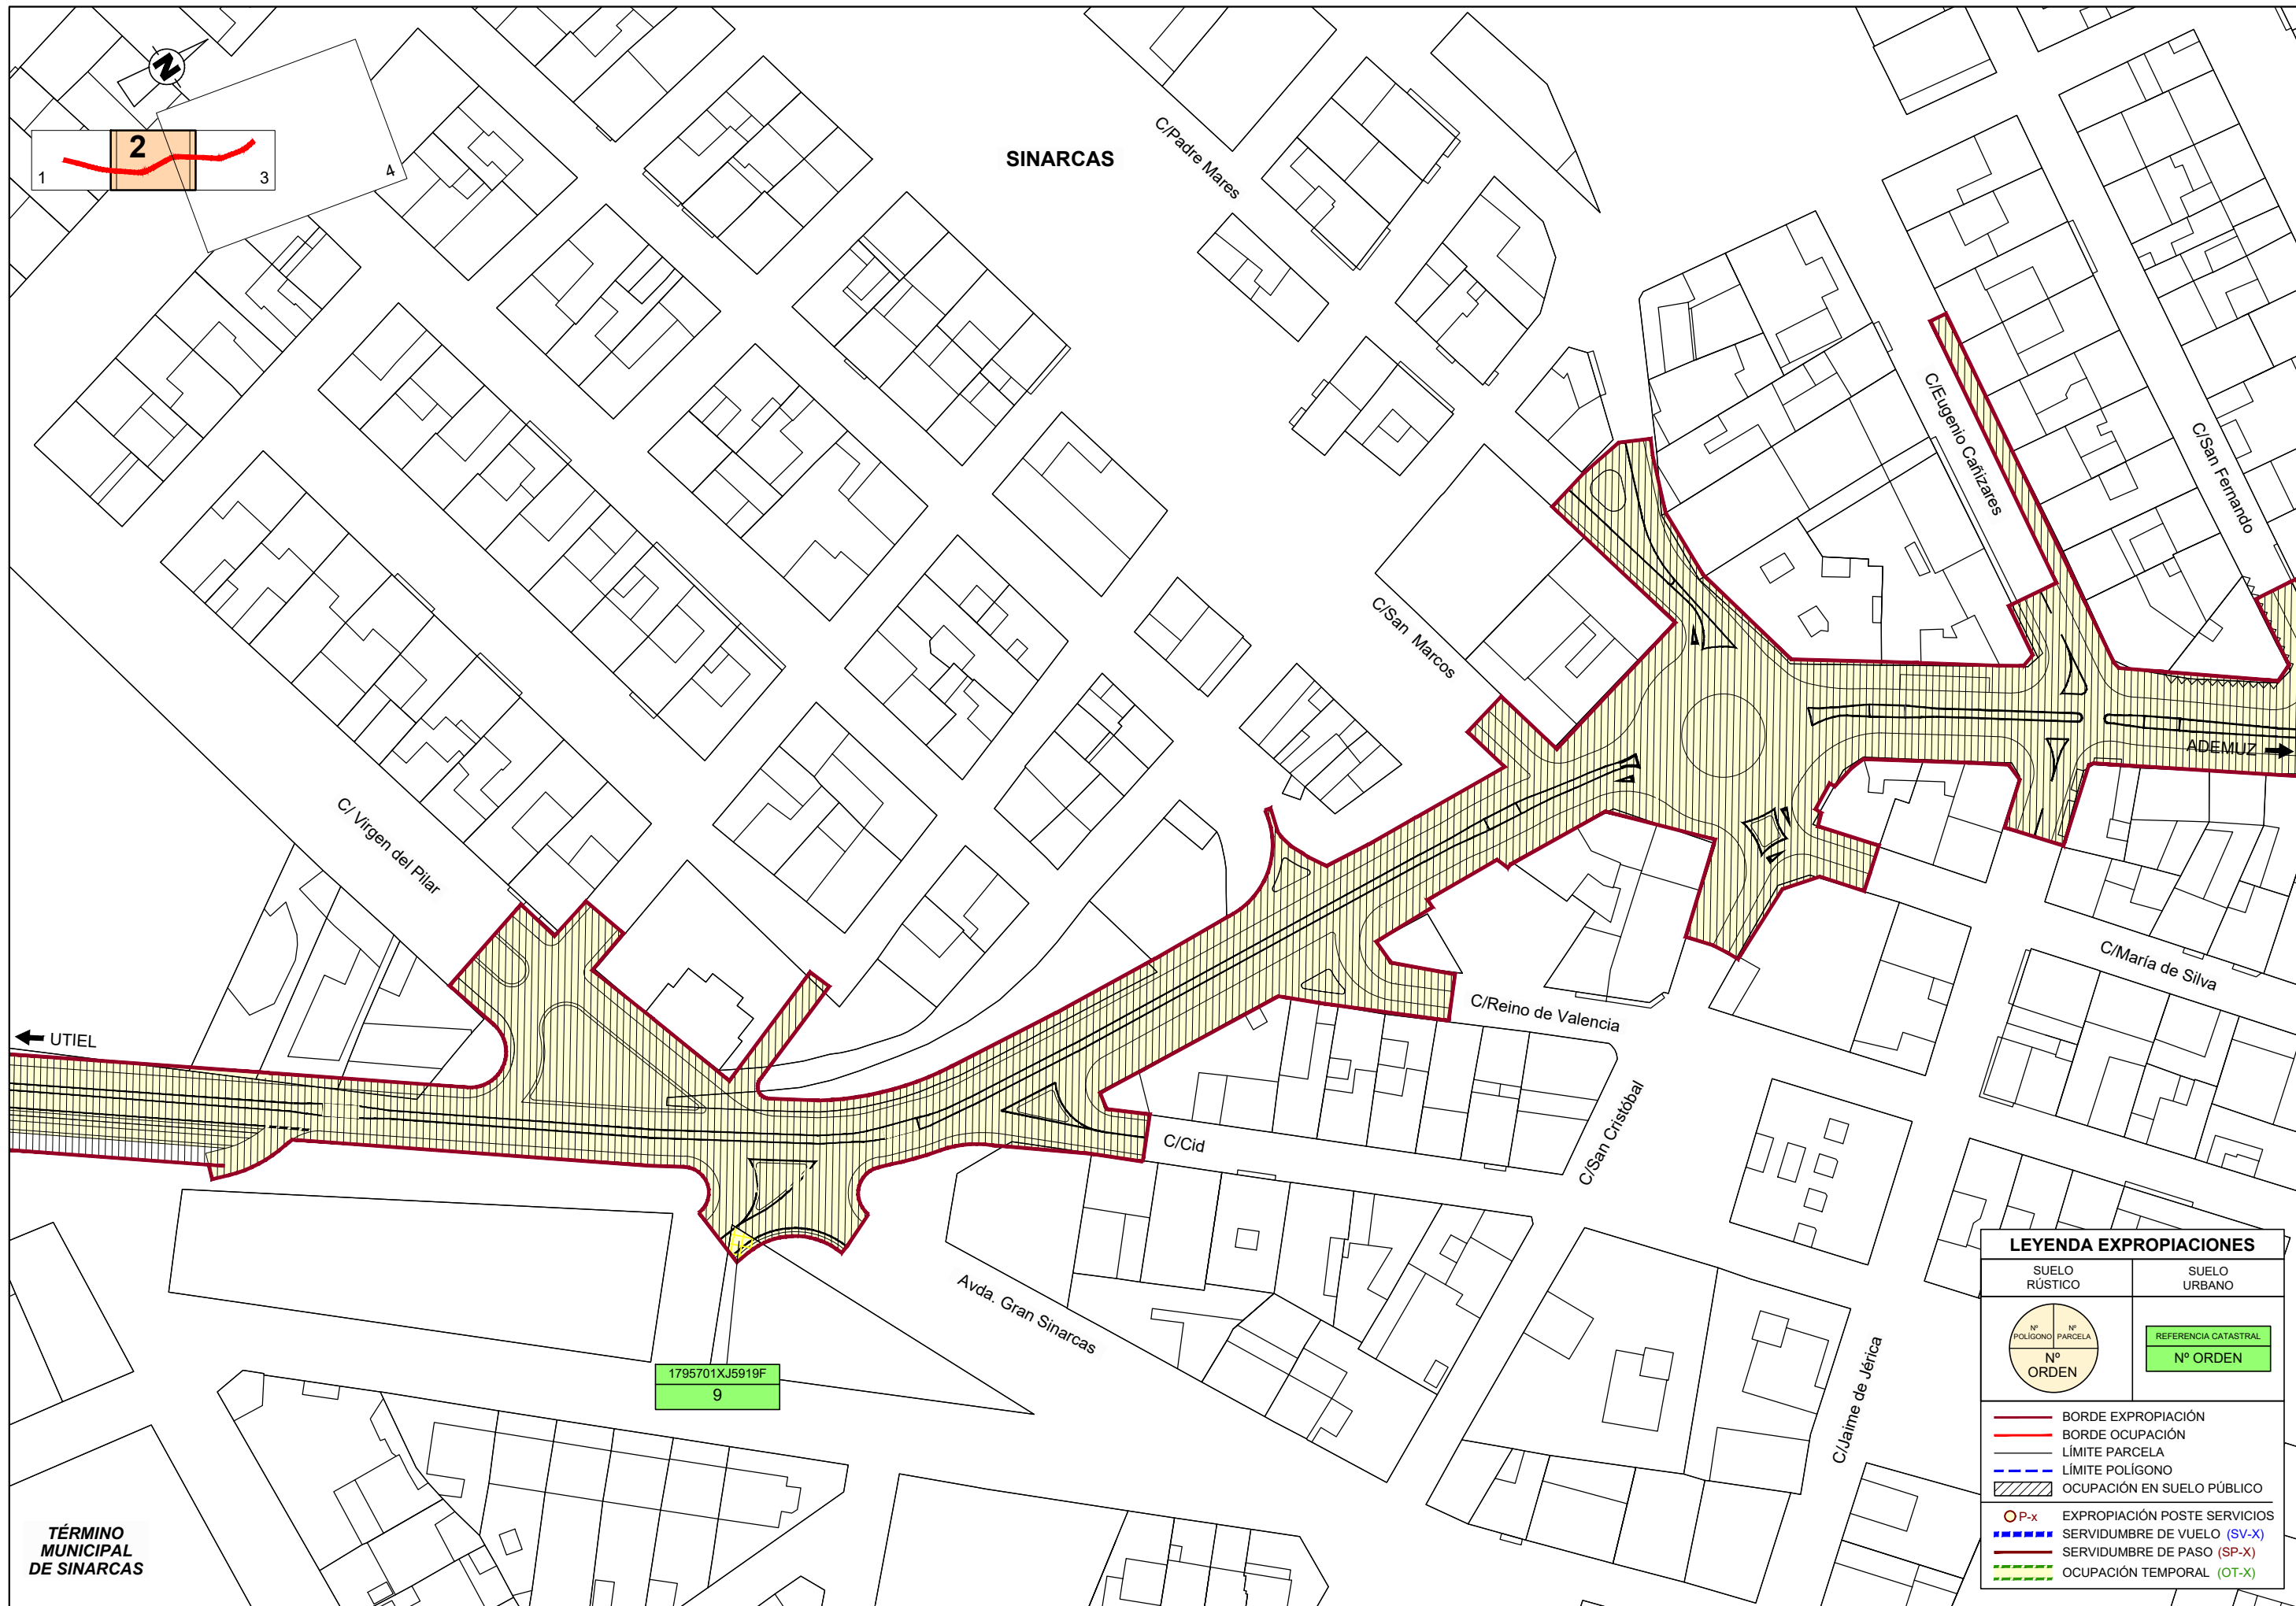 N
1
2
3
4
SINARCAS
C/Padre Mares
C/Eugenio Cañizares
C/San Fernando
C/San Marcos
ADEMUZ
C/ Virgen del Pilar
C/María de Silva
C/Reino de Valencia
UTIEL
C/San Cristóbal
C/Cid
Avda. Gran Sinarcas
C/Jaime de Jérica
1795701XJ5919F
9
TÉRMINO
MUNICIPAL
DE SINARCAS
LEYENDA EXPROPIACIONES
SUELO
RÚSTICO
SUELO
URBANO
Nº
POLÍGONO
Nº
PARCELA
Nº
ORDEN
REFERENCIA CATASTRAL
Nº ORDEN
BORDE EXPROPIACIÓN
BORDE OCUPACIÓN
LÍMITE PARCELA
LÍMITE POLÍGONO
OCUPACIÓN EN SUELO PÚBLICO
P-x EXPROPIACIÓN POSTE SERVICIOS
SERVIDUMBRE DE VUELO (SV-X)
SERVIDUMBRE DE PASO (SP-X)
OCUPACIÓN TEMPORAL (OT-X)